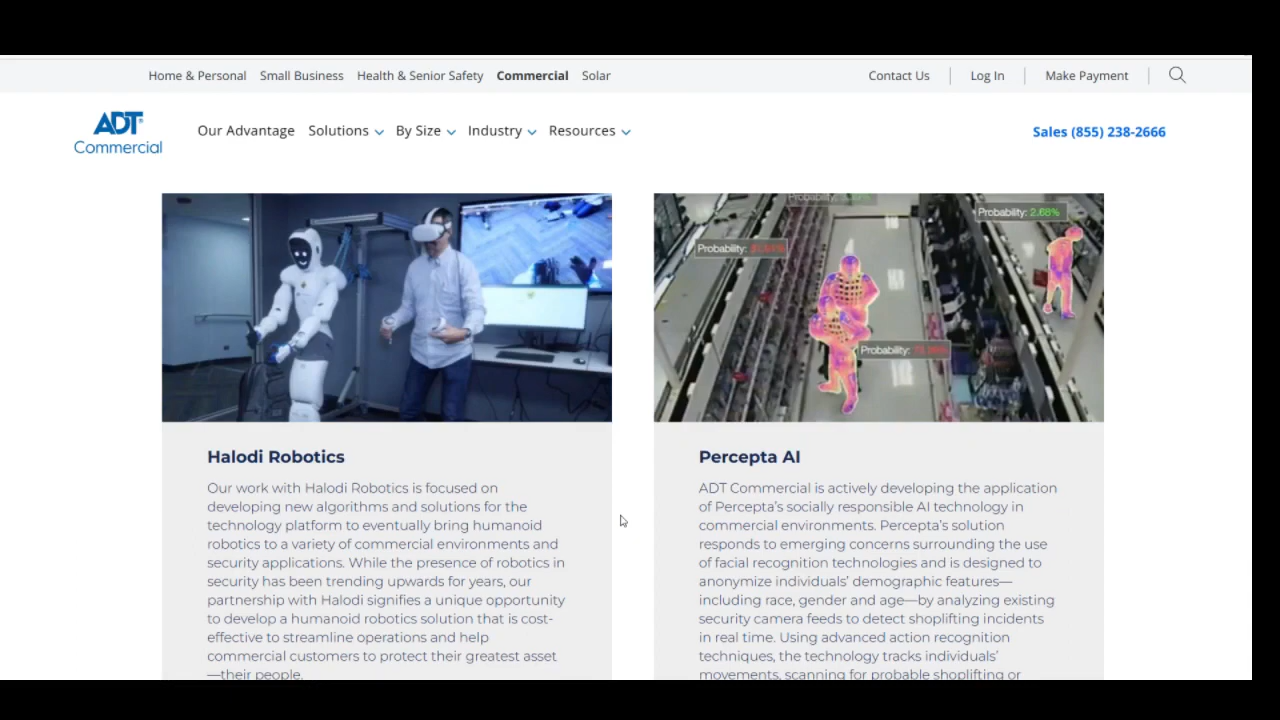 Home & Personal Small Business Health & Senior Safety Commercial Solar Contact Us Log In Make Payment
ADT
Commercial
Our Advantage Solutions By Size Industry Resources Sales (855) 238-2666
Probability:
Probability: 2.68%
Probability:
Probability:
Halodi Robotics
Our work with Halodi Robotics is focused on
developing new algorithms and solutions for the
technology platform to eventually bring humanoid
robotics to a variety of commercial environments and
security applications. While the presence of robotics in
security has been trending upwards for years, our
partnership with Halodi signifies a unique opportunity
to develop a humanoid robotics solution that is cost-
effective to streamline operations and help
commercial customers to protect their greatest asset
—their people.
Percepta AI
ADT Commercial is actively developing the application
of Percepta’s socially responsible AI technology in
commercial environments. Percepta’s solution
responds to emerging concerns surrounding the use
of facial recognition technologies and is designed to
anonymize individuals’ demographic features—
including race, gender and age—by analyzing existing
security camera feeds to detect shoplifting incidents
in real time. Using advanced action recognition
techniques, the technology tracks individuals’
movements, scanning for probable shoplifting or